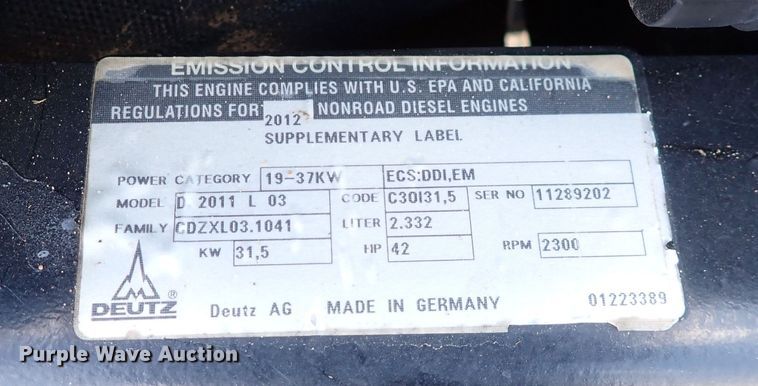 EMISSION CONTROL INFORMATION
THIS ENGINE COMPLIES WITH U.S. EPA AND CALIFORNIA
REGULATIONS FOR 2012 NONROAD DIESEL ENGINES
SUPPLEMENTARY LABEL
POWER CATEGORY 19-37KW ECS:DDI,EM
MODEL D 2011 L 03 CODE C30I31,5 SER NO 11289202
FAMILY CDZXL03.1041 LITER 2.332
KW 31,5 HP 42 RPM 2300
DEUTZ ® Deutz AG MADE IN GERMANY 01223389
Purple Wave Auction